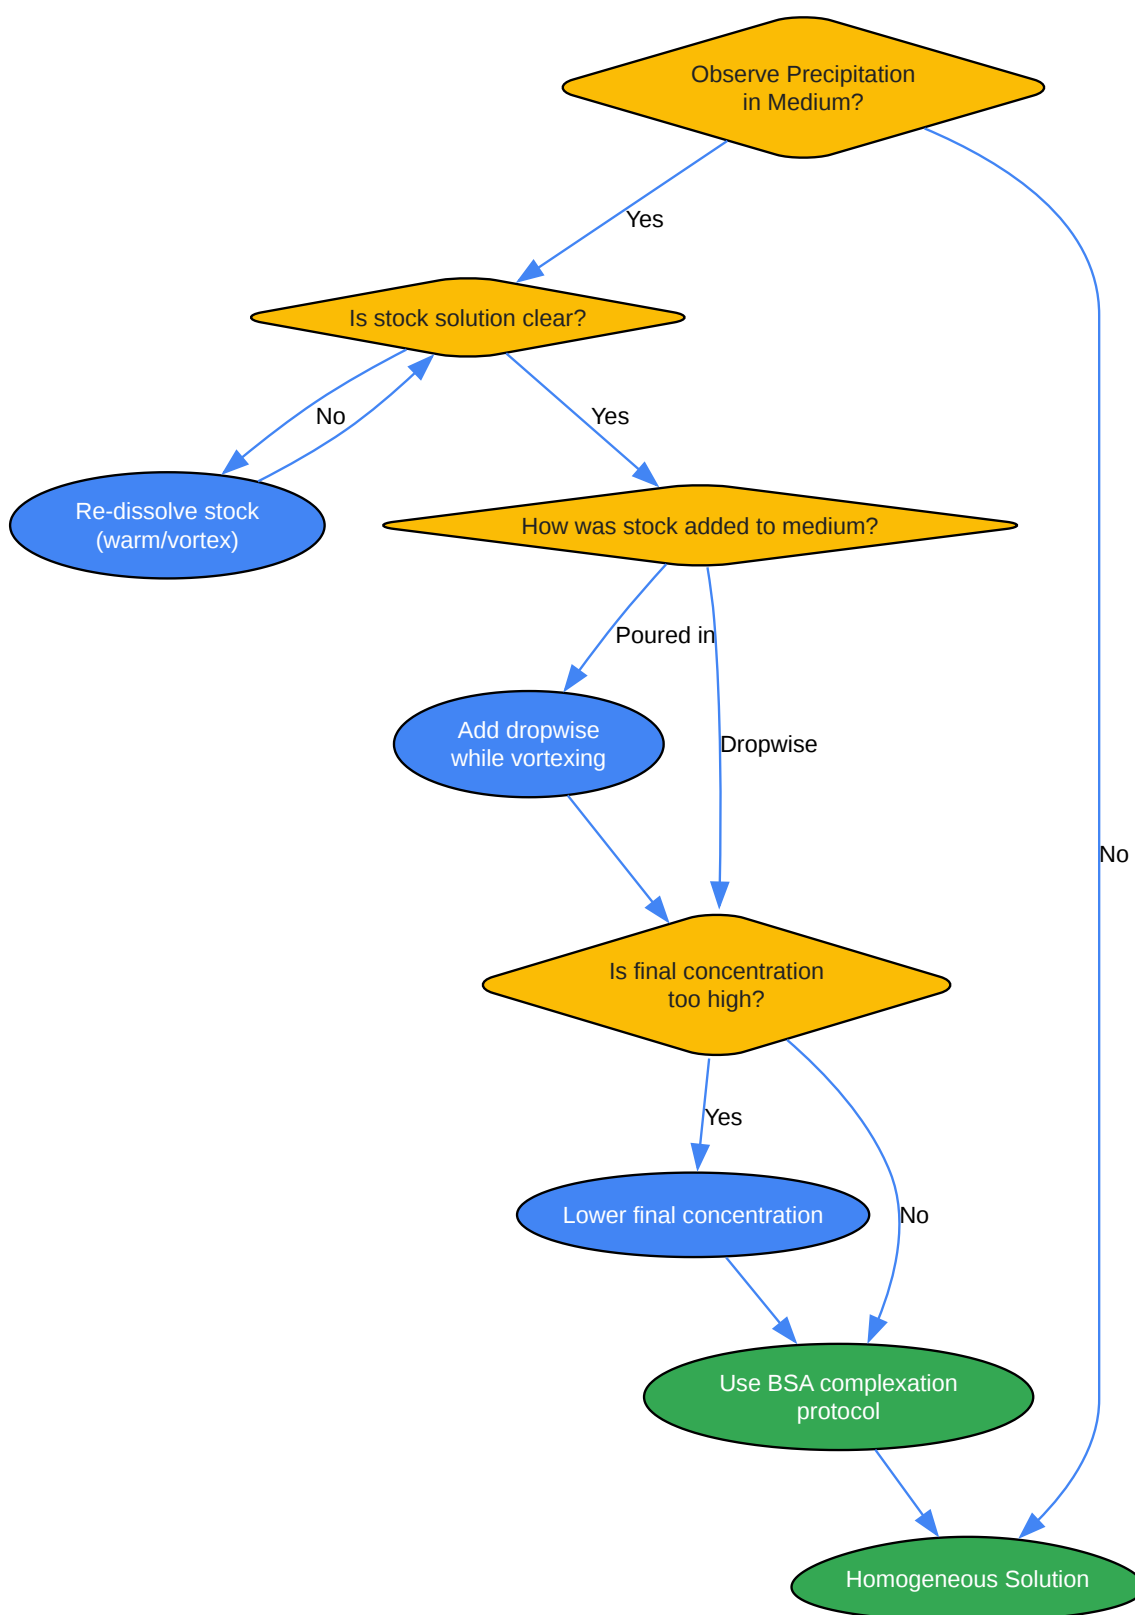 Observe Precipitation
in Medium?
Yes
Is stock solution clear?
No
Yes
Re-dissolve stock
(warm/vortex)
How was stock added to medium?
Poured in
Add dropwise
while vortexing
Dropwise
No
Is final concentration
too high?
Yes
Lower final concentration
No
Use BSA complexation
protocol
Homogeneous Solution